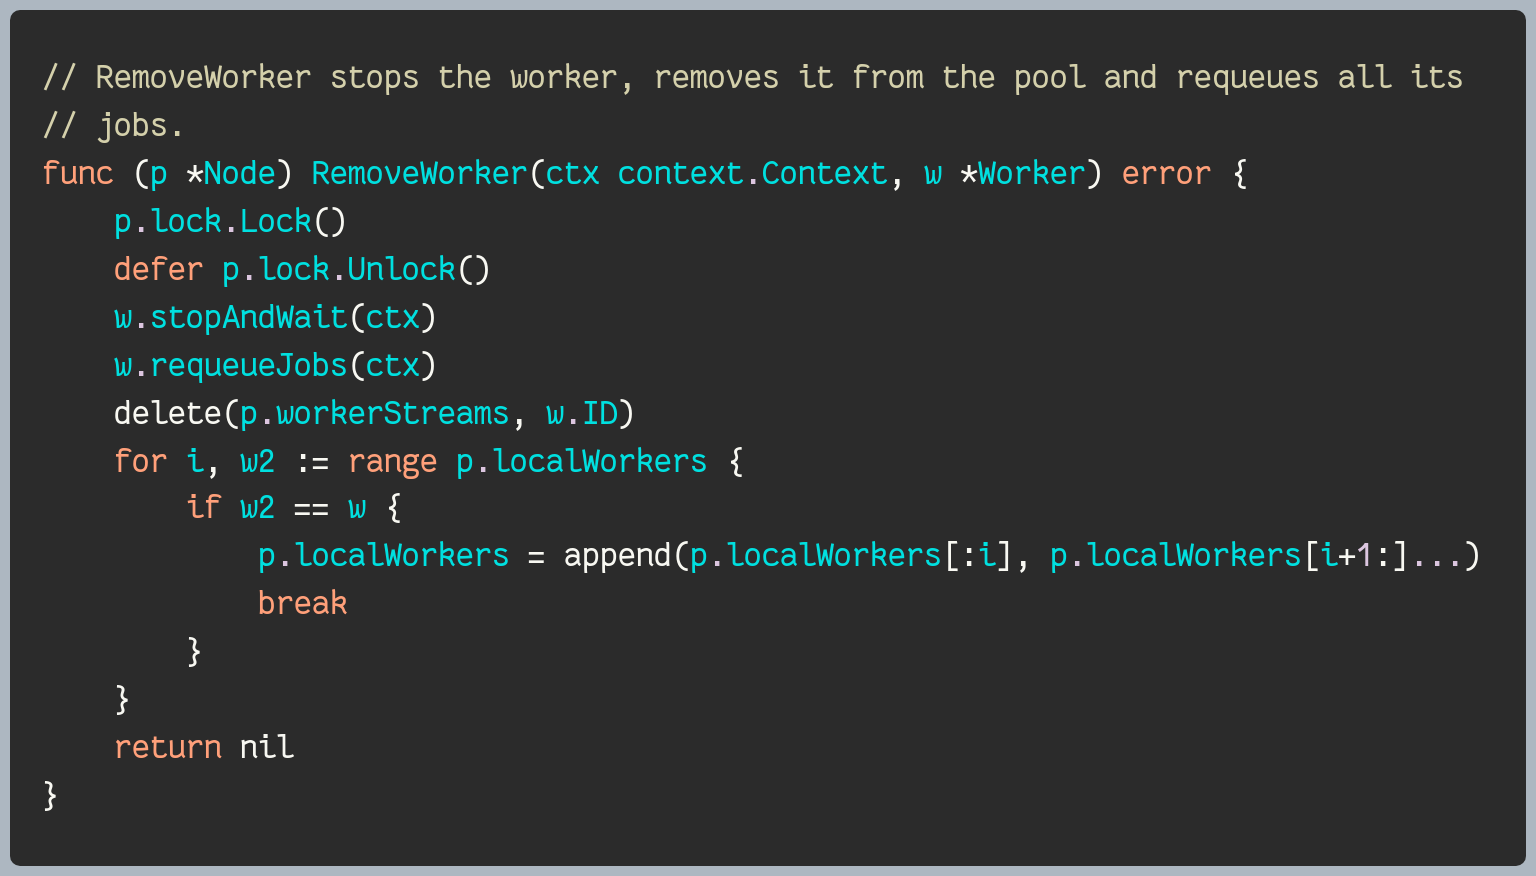 // RemoveWorker stops the worker, removes it from the pool and requeues all its
// jobs.
func (p *Node) RemoveWorker(ctx context.Context, w *Worker) error {
    p.lock.Lock()
    defer p.lock.Unlock()
    w.stopAndWait(ctx)
    w.requeueJobs(ctx)
    delete(p.workerStreams, w.ID)
    for i, w2 := range p.localWorkers {
        if w2 == w {
            p.localWorkers = append(p.localWorkers[:i], p.localWorkers[i+1:]...)
            break
        }
    }
    return nil
}